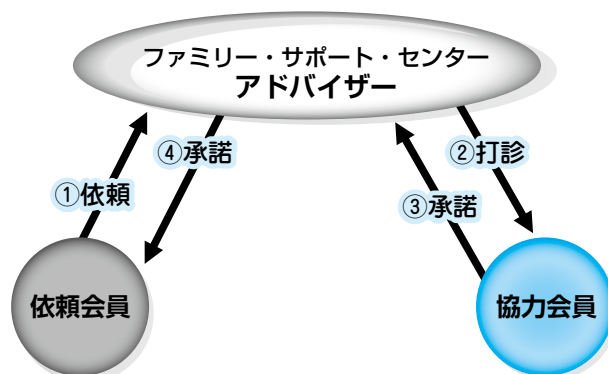 ファミリー・サポート・センター
アドバイザー
①依頼
④承諾
②打診
③承諾
依頼会員
協力会員